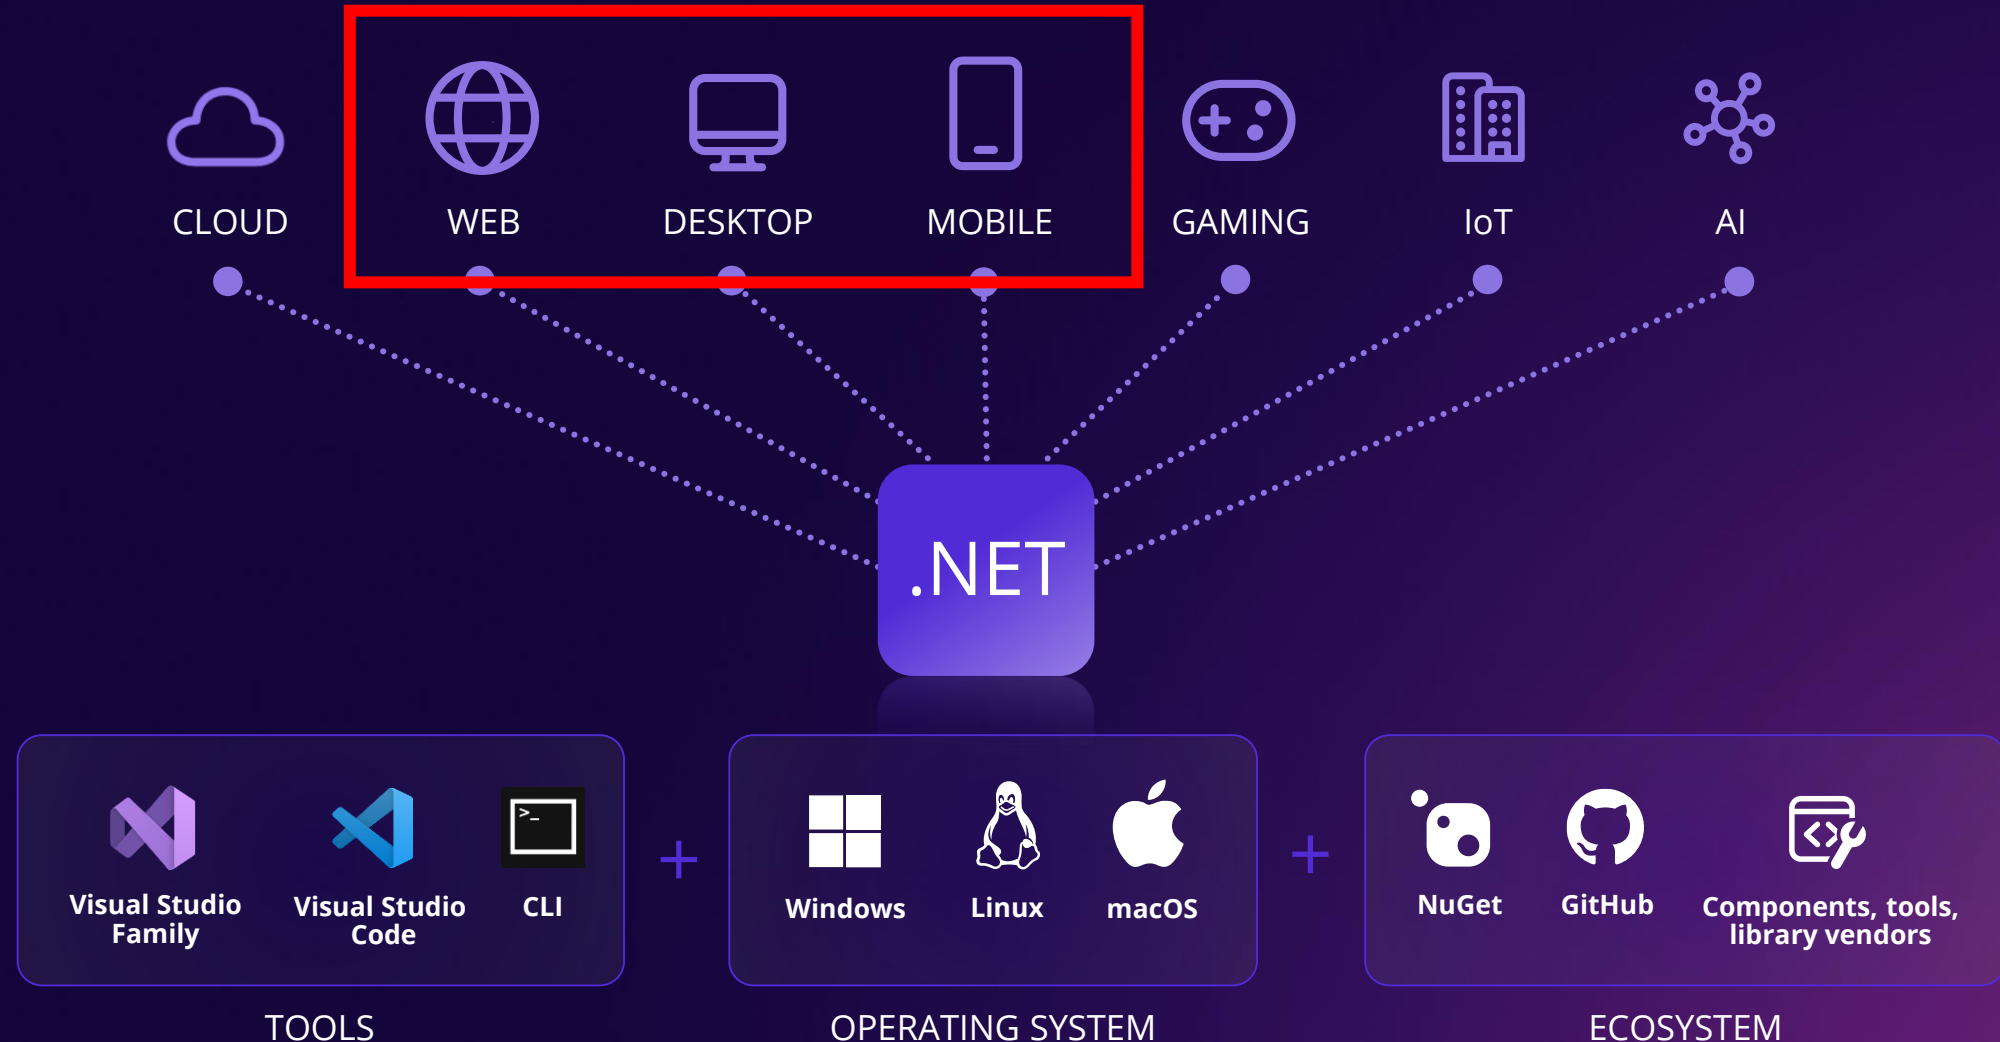 CLOUD
WEB
DESKTOP
MOBILE
GAMING
IoT
AI
.NET
>_
Visual Studio
Family
Visual Studio
Code
CLI
+
Windows
Linux
macOS
+
NuGet
GitHub
Components, tools,
library vendors
TOOLS
OPERATING SYSTEM
ECOSYSTEM